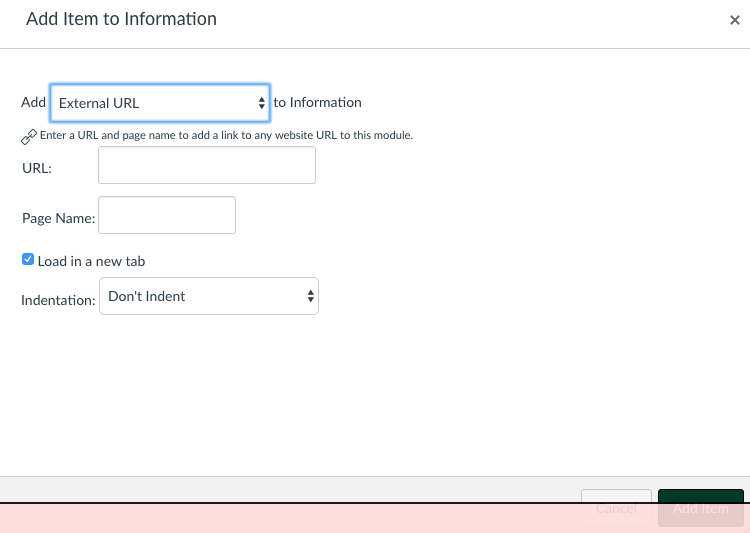 Add Item to Information ×
Add External URL to Information
Enter a URL and page name to add a link to any website URL to this module.
URL:
Page Name:
Load in a new tab
Indentation: Don't Indent
Cancel Add Item